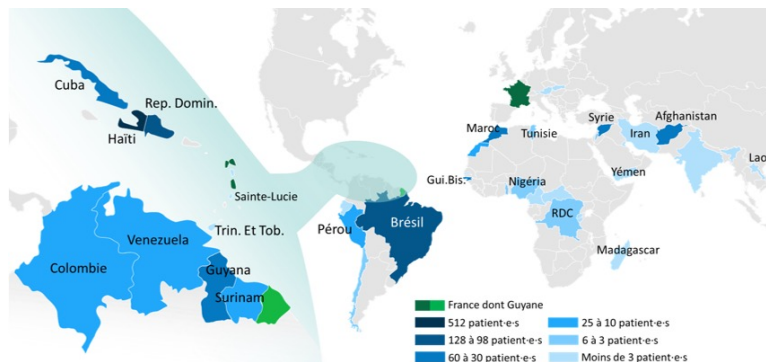 Cuba
Rep. Domin.
Haïti
Sainte-Lucie
Trin. Et Tob.
Venezuela
Colombie
Guyana
Surinam
Pérou
Brésil
Maroc
Tunisie
Syrie
Afghanistan
Iran
Gui.Bis.
Nigéria
Yémen
Lao
RDC
Madagascar
France dont Guyane
512 patient·e·s
128 à 98 patient·e·s
60 à 30 patient·e·s
25 à 10 patient·e·s
6 à 3 patient·e·s
Moins de 3 patient·e·s